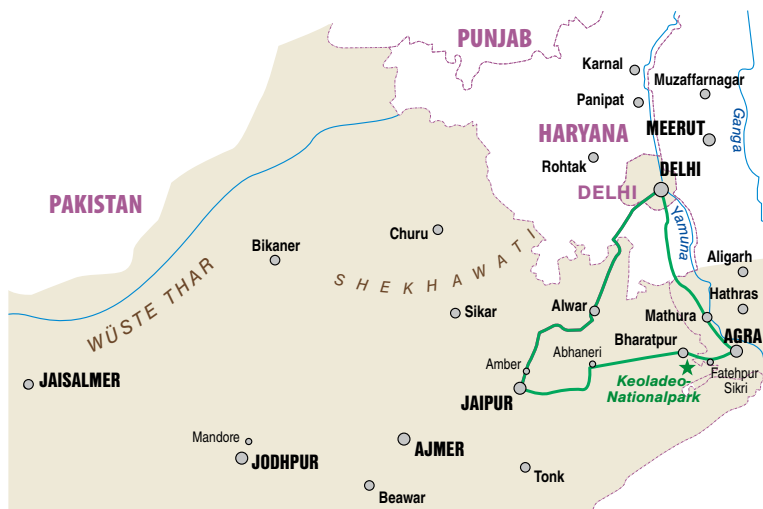 PUNJAB
Karnal
Muzaffarnagar
Panipat
Ganga
HARYANA
MEERUT
Rohtak
DELHI
DELHI
PAKISTAN
Yamuna
Churu
Bikaner
SHEKHAWATI
WÜSTE THAR
Aligarh
Hathras
Alwar
Sikar
Mathura
AGRA
Bharatpur
Abhaneri
Amber
Fatehpur
Sikri
Keoladeo-
Nationalpark
JAISALMER
JAIPUR
Mandore
JODHPUR
AJMER
Tonk
Beawar